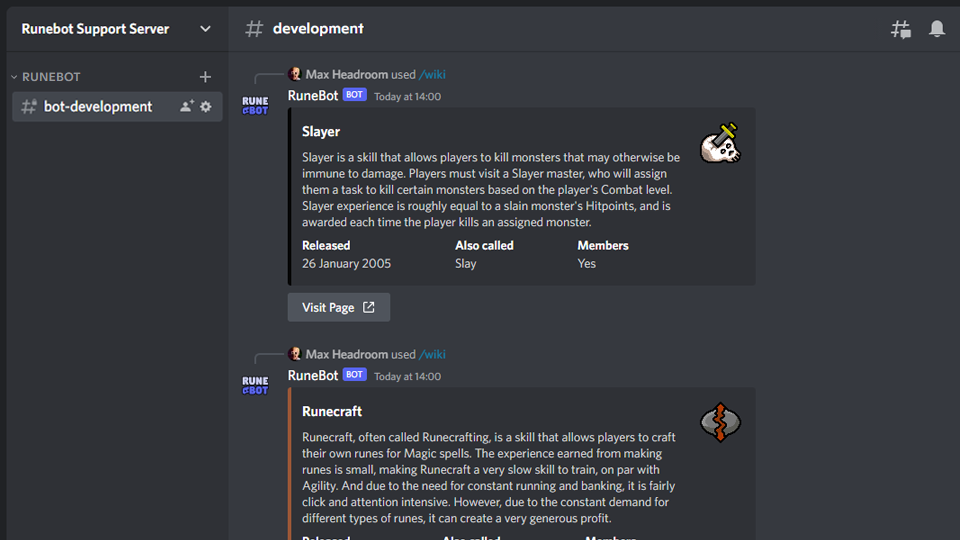 Runebot Support Server
# development
RUNEBOT
bot-development
Max Headroom used /wiki
RUNE
BOT
RuneBot BOT Today at 14:00
Slayer
Slayer is a skill that allows players to kill monsters that may otherwise be
immune to damage. Players must visit a Slayer master, who will assign
them a task to kill certain monsters based on the player's Combat level.
Slayer experience is roughly equal to a slain monster's Hitpoints, and is
awarded each time the player kills an assigned monster.
Released Also called Members
26 January 2005 Slay Yes
Visit Page
Max Headroom used /wiki
RUNE
BOT
RuneBot BOT Today at 14:00
Runecraft
Runecraft, often called Runecrafting, is a skill that allows players to craft
their own runes for Magic spells. The experience earned from making
runes is small, making Runecraft a very slow skill to train, on par with
Agility. And due to the need for constant running and banking, it is fairly
click and attention intensive. However, due to the constant demand for
different types of runes, it can create a very generous profit.
Released Also called Members